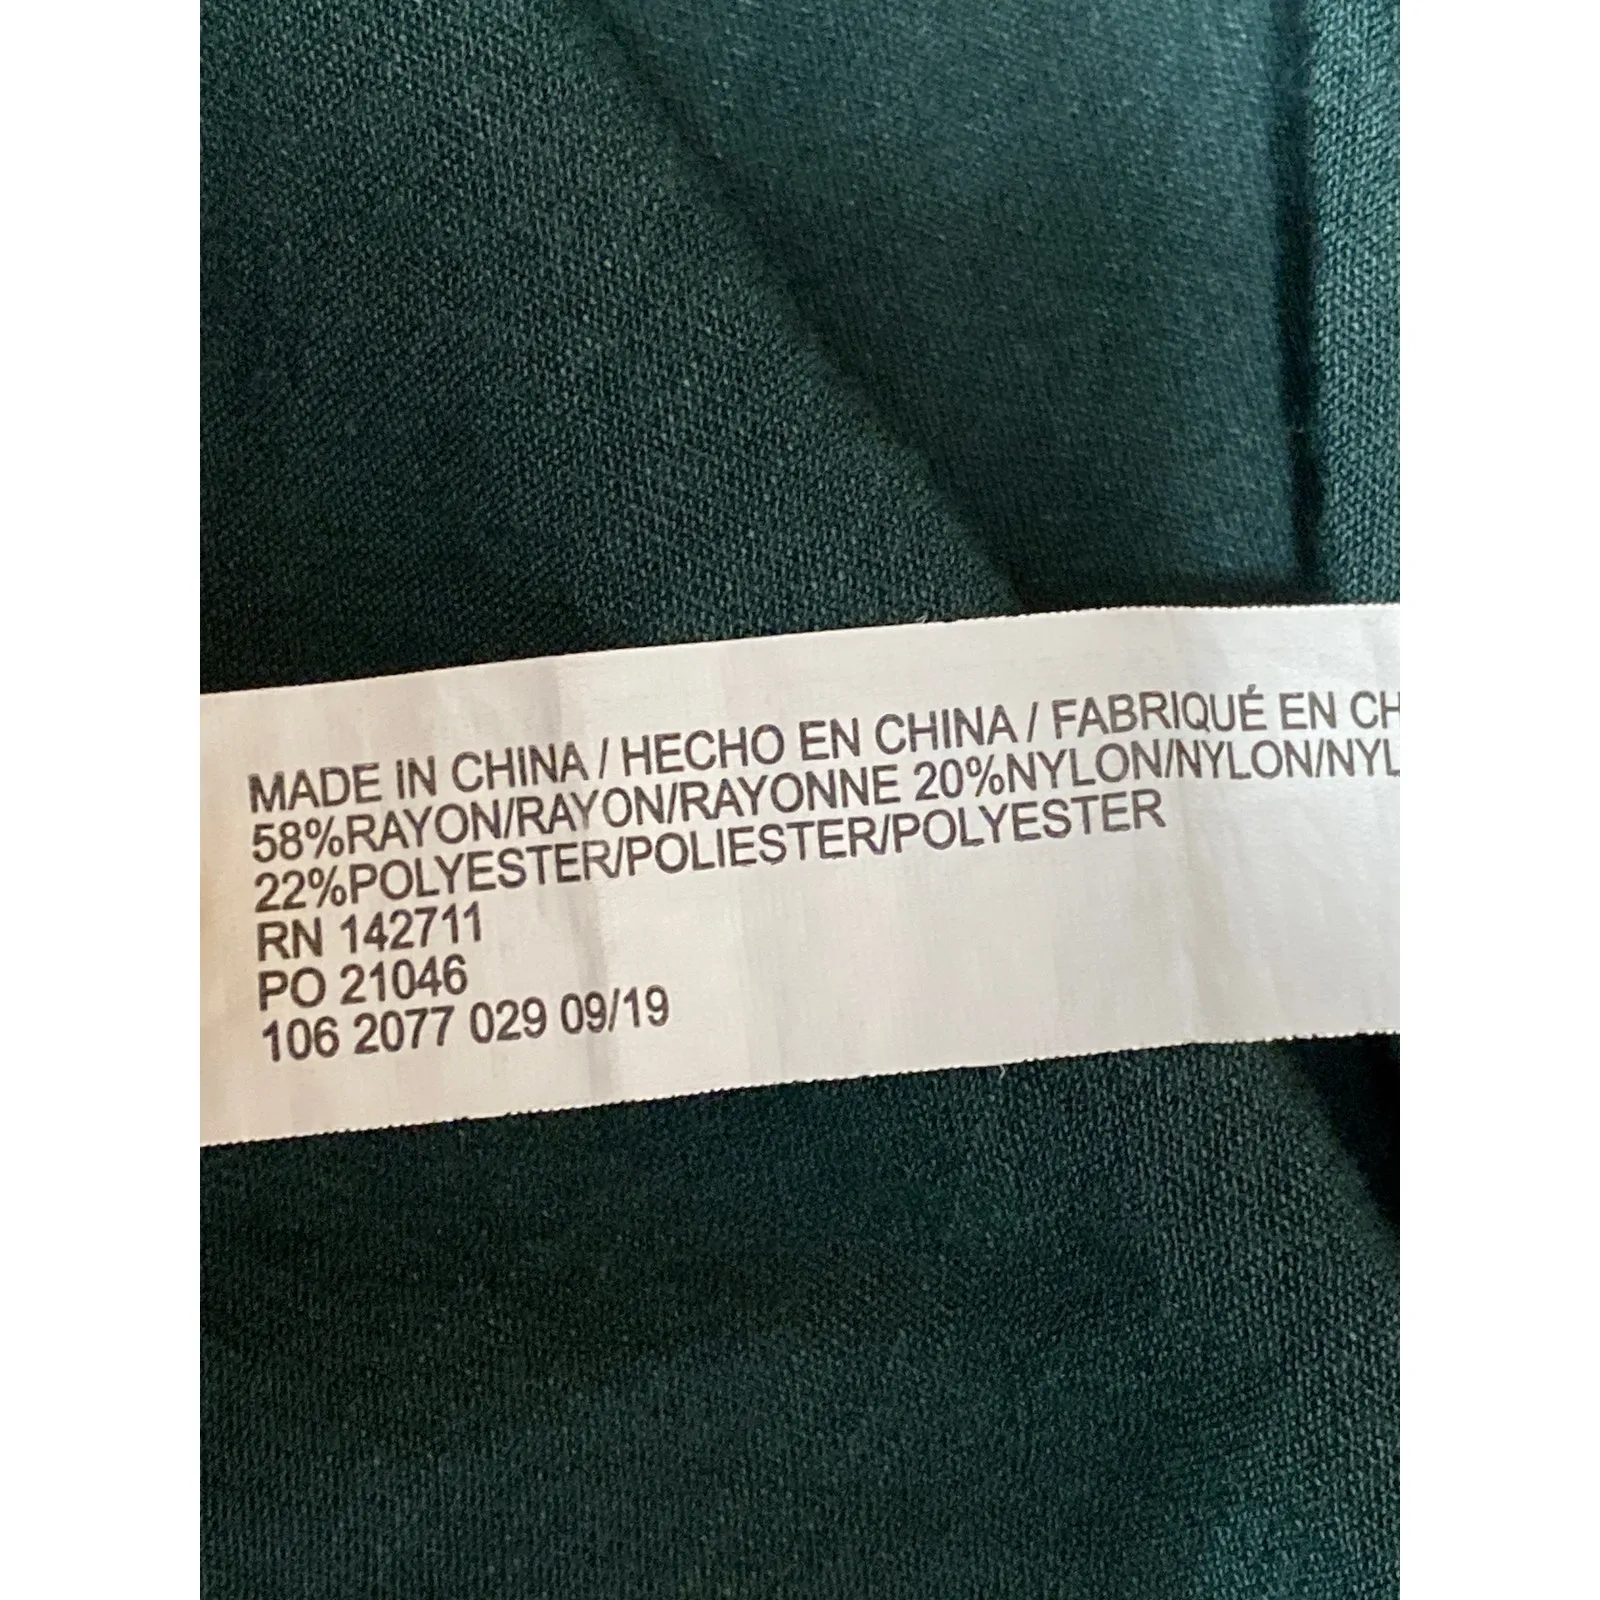 MADE IN CHINA / HECHO EN CHINA / FABRIQUÉ EN CH
58%RAYON/RAYON/RAYONNE 20%NYLON/NYLON/NYL
22%POLYESTER/POLIESTER/POLYESTER
RN 142711
PO 21046
106 2077 029 09/19